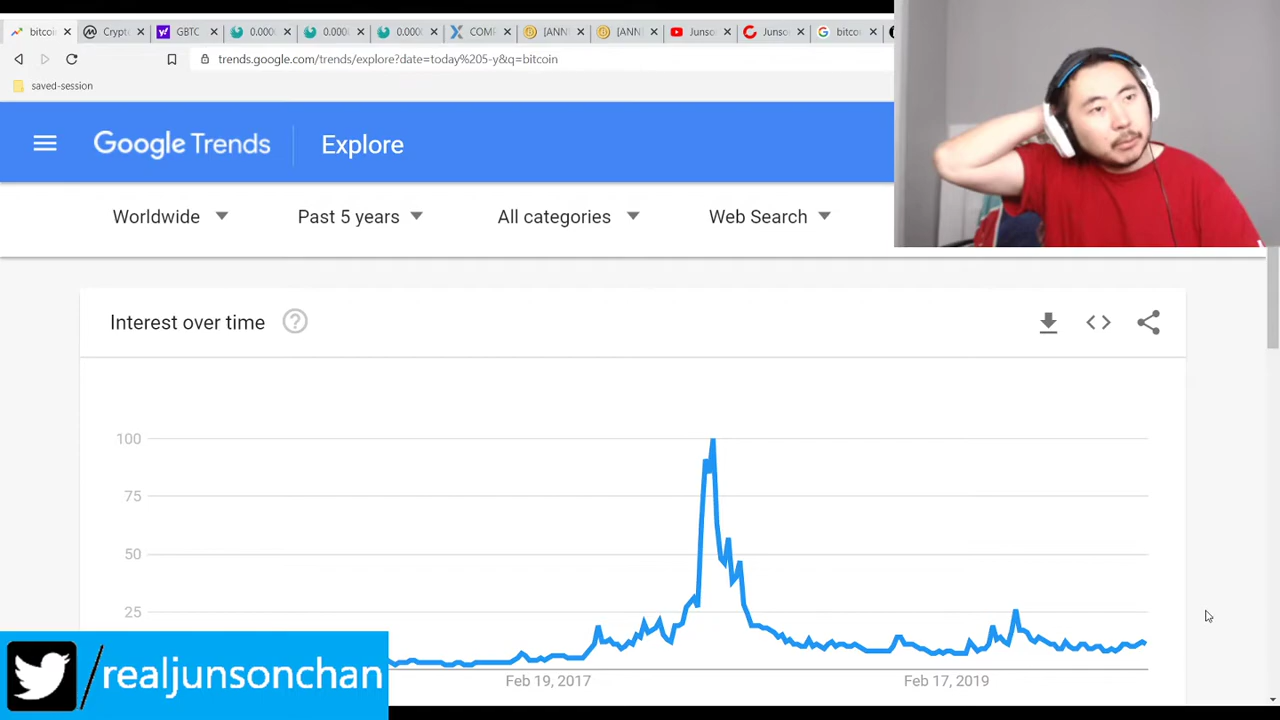 bitcoi Crypt GBTC 0.000 0.000 0.000 COMP [ANN [ANN Junso Junso bitco
trends.google.com/trends/explore?date=today%205-y&q=bitcoin
saved-session
Google Trends Explore
Worldwide Past 5 years All categories Web Search
Interest over time
100
75
50
25
Feb 19, 2017 Feb 17, 2019
/realjunsonchan